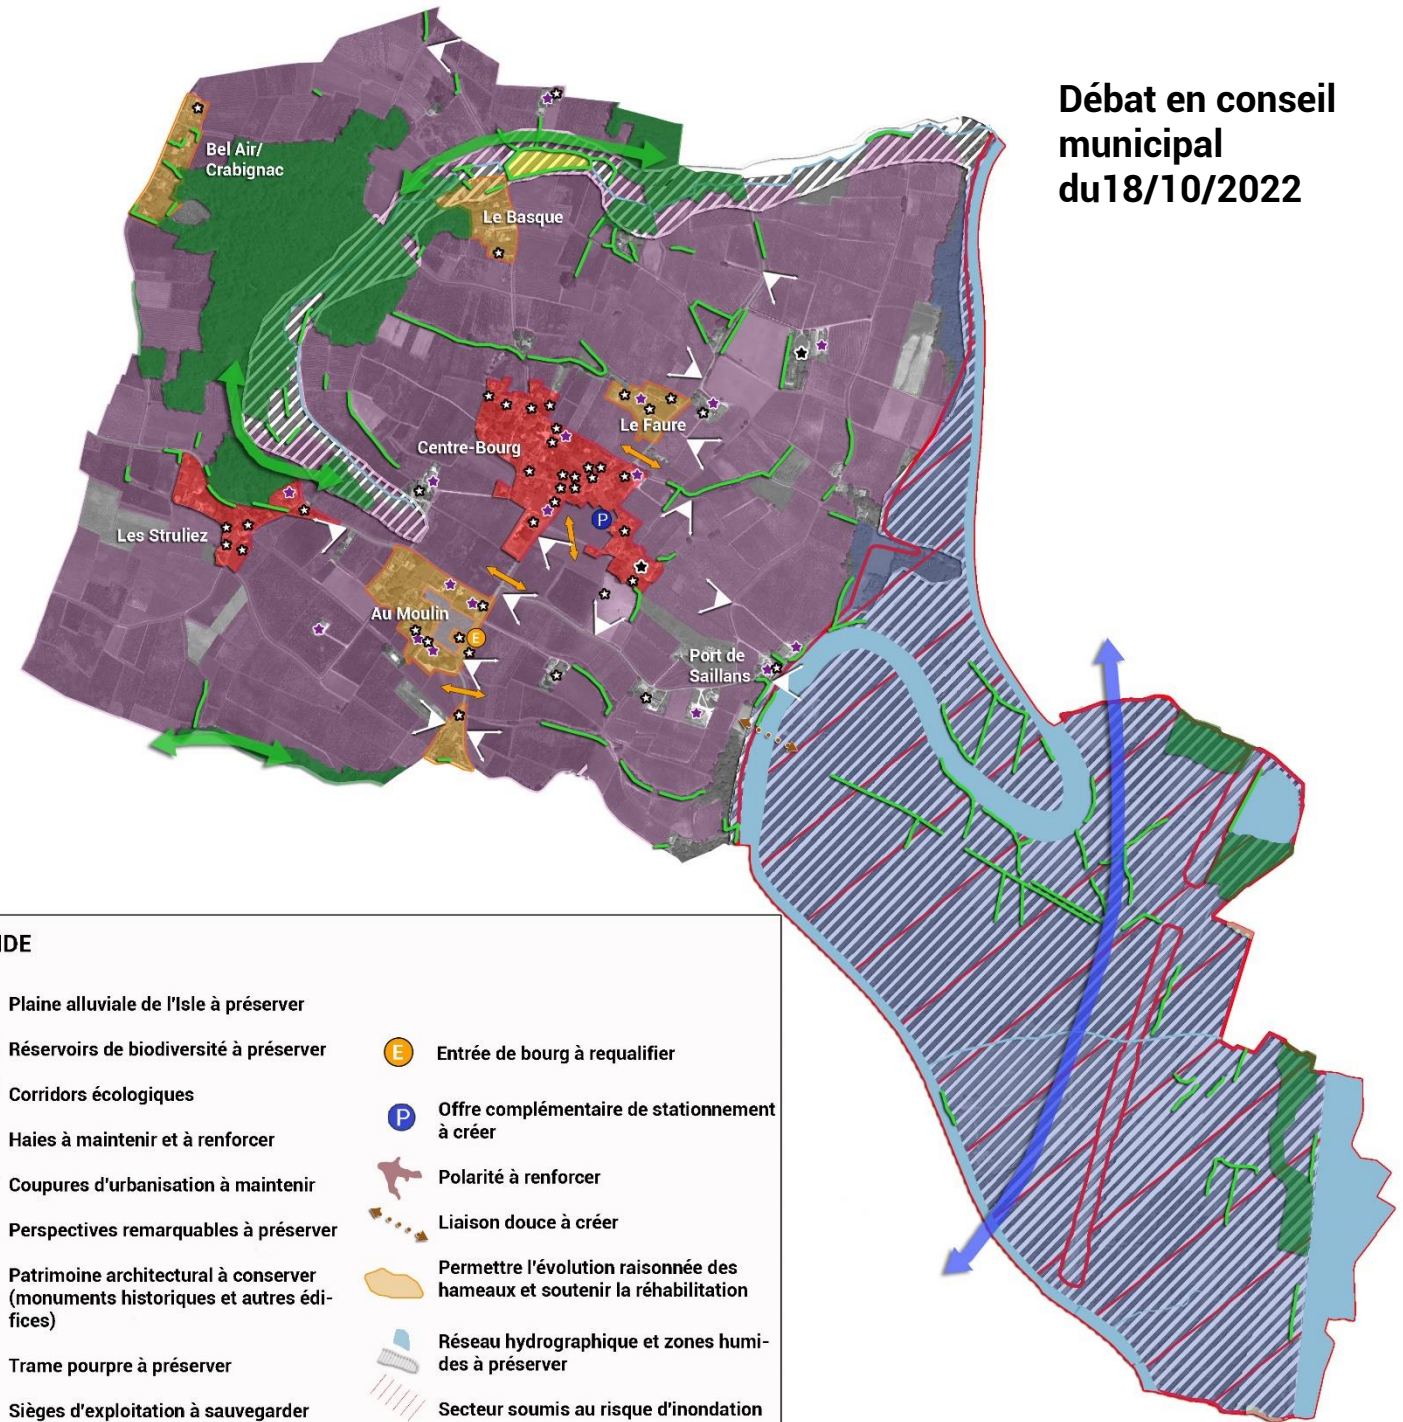 Débat en conseil
municipal
du18/10/2022
Bel Air/
Crabignac
Le Basque
Le Faure
Centre-Bourg
P
Les Struliez
Au Moulin
E
Port de
Saillans
Plaine alluviale de l'Isle à préserver
Réservoirs de biodiversité à préserver
Corridors écologiques
Haies à maintenir et à renforcer
Coupures d'urbanisation à maintenir
Perspectives remarquables à préserver
Patrimoine architectural à conserver
(monuments historiques et autres édi-
fices)
Trame pourpre à préserver
Sièges d'exploitation à sauvegarder
E Entrée de bourg à requalifier
P Offre complémentaire de stationnement
à créer
Polarité à renforcer
Liaison douce à créer
Permettre l'évolution raisonnée des
hameaux et soutenir la réhabilitation
Réseau hydrographique et zones humi-
des à préserver
Secteur soumis au risque d'inondation